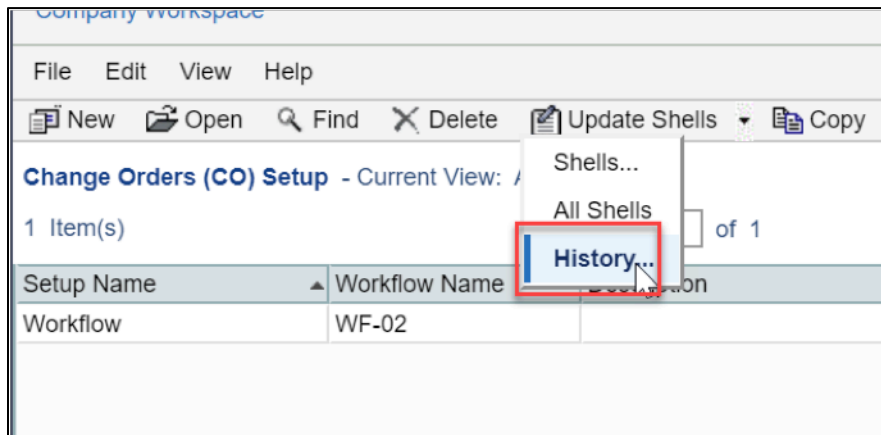 Company Workspace
File Edit View Help
New Open Find Delete Update Shells Copy
Change Orders (CO) Setup - Current View:
Shells...
All Shells
1 Item(s) of 1
History...
Setup Name Workflow Name
Workflow WF-02